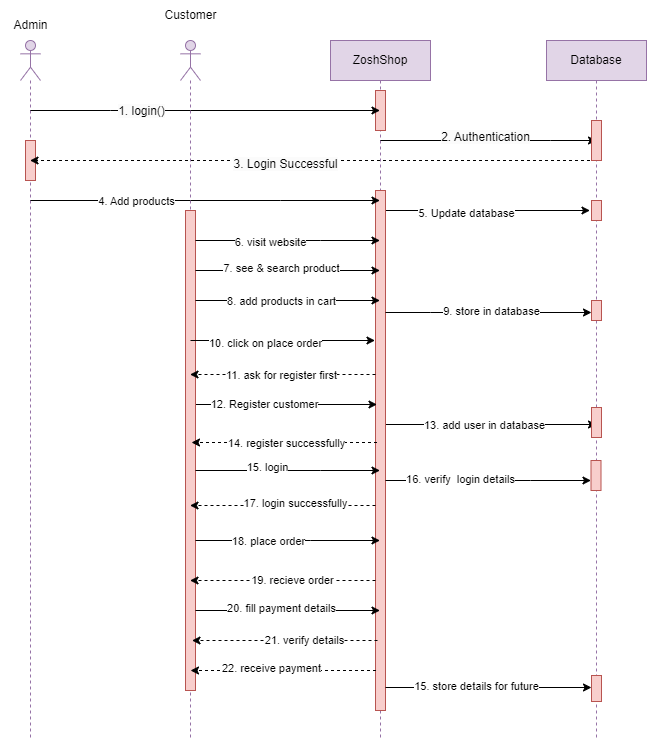 Customer
Admin
ZoshShop
Database
1. login()
2. Authentication
3. Login Successful
4. Add products
5. Update database
6. visit website
7. see & search product
8. add products in cart
9. store in database
10. click on place order
11. ask for register first
12. Register customer
13. add user in database
14. register successfully
15. login
16. verify login details
17. login successfully
18. place order
19. recieve order
20. fill payment details
21. verify details
22. receive payment
15. store details for future